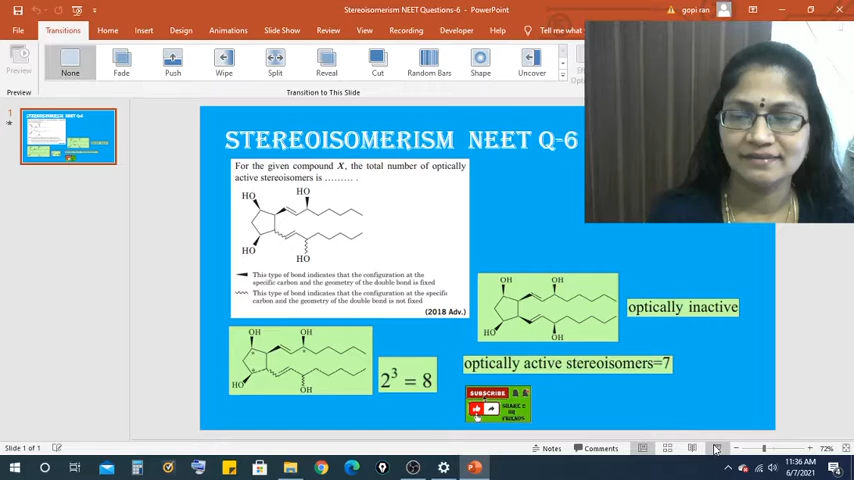 Stereoisomerism NEET Questions-6 - PowerPoint
gopi ran
File
Transitions
Home
Insert
Design
Animations
Slide Show
Review
View
Recording
Developer
Help
Tell me what
Preview
None
Fade
Push
Wipe
Split
Reveal
Cut
Random Bars
Shape
Uncover
Preview
Transition to This Slide
1
STEREOISOMERISM NEET Q-6
For the given compound X, the total number of optically
active stereoisomers is ......... .
HO
HO
HO
HO
This type of bond indicates that the configuration at the
specific carbon and the geometry of the double bond is fixed
This type of bond indicates that the configuration at the specific
carbon and the geometry of the double bond is not fixed
(2018 Adv.)
OH
OH
HO
OH
optically inactive
OH
OH
HO
OH
2³ = 8
optically active stereoisomers=7
SUBSCRIBE
Slide 1 of 1
Notes
Comments
72%
11:36 AM
6/7/2021